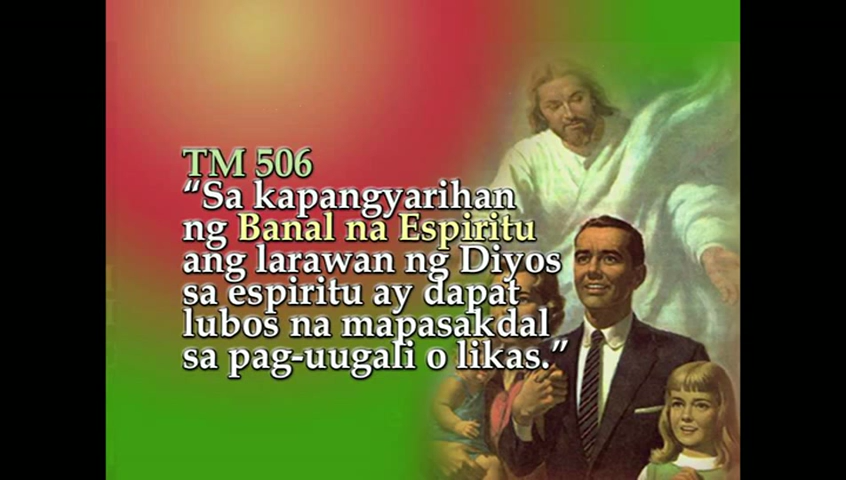 TM 506
“Sa kapangyarihan
ng Banal na Espiritu
ang larawan ng Diyos
sa espiritu ay dapat
lubos na mapasakdal
sa pag-uugali o likas.”